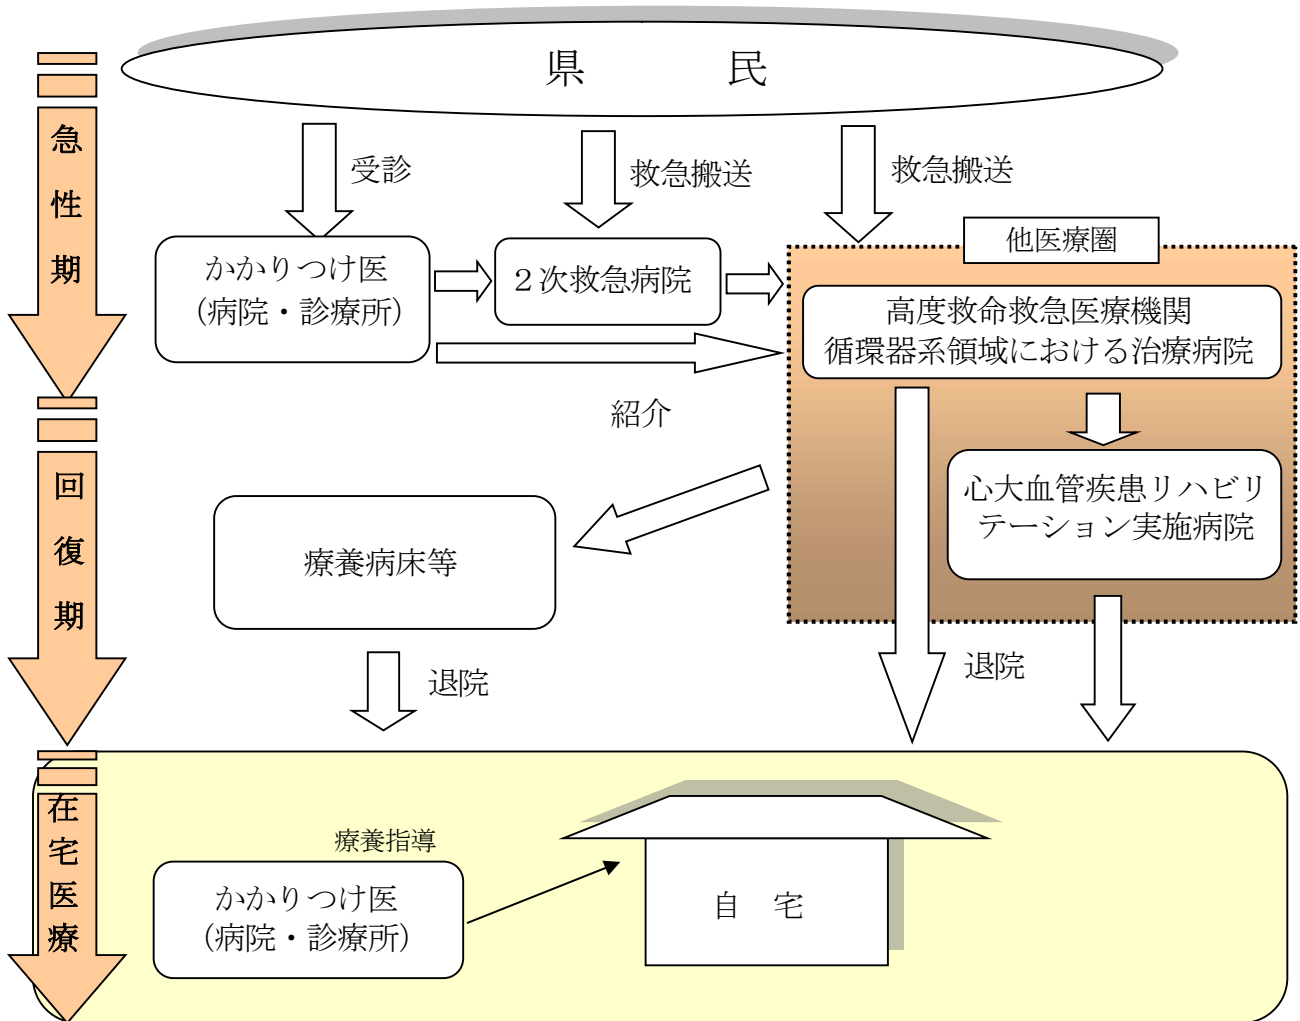 県 民
急性期
受診
救急搬送
救急搬送
他医療圏
かかりつけ医
(病院・診療所)
２次救急病院
高度救命救急医療機関
循環器系領域における治療病院
紹介
回復期
心大血管疾患リハビリ
テーション実施病院
療養病床等
退院
退院
在宅医療
療養指導
かかりつけ医
(病院・診療所)
自 宅